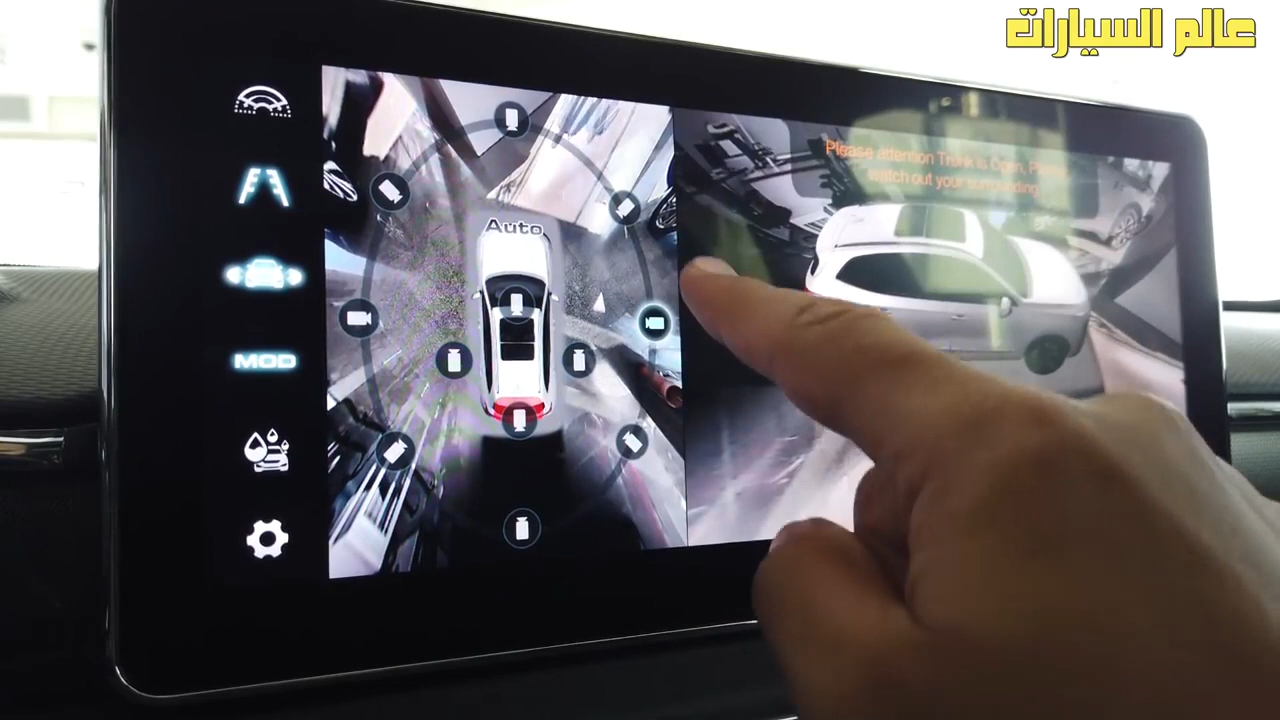 عالم السيارات
Auto
Please attention Trunk is Open, Please
watch out your surrounding
MOD